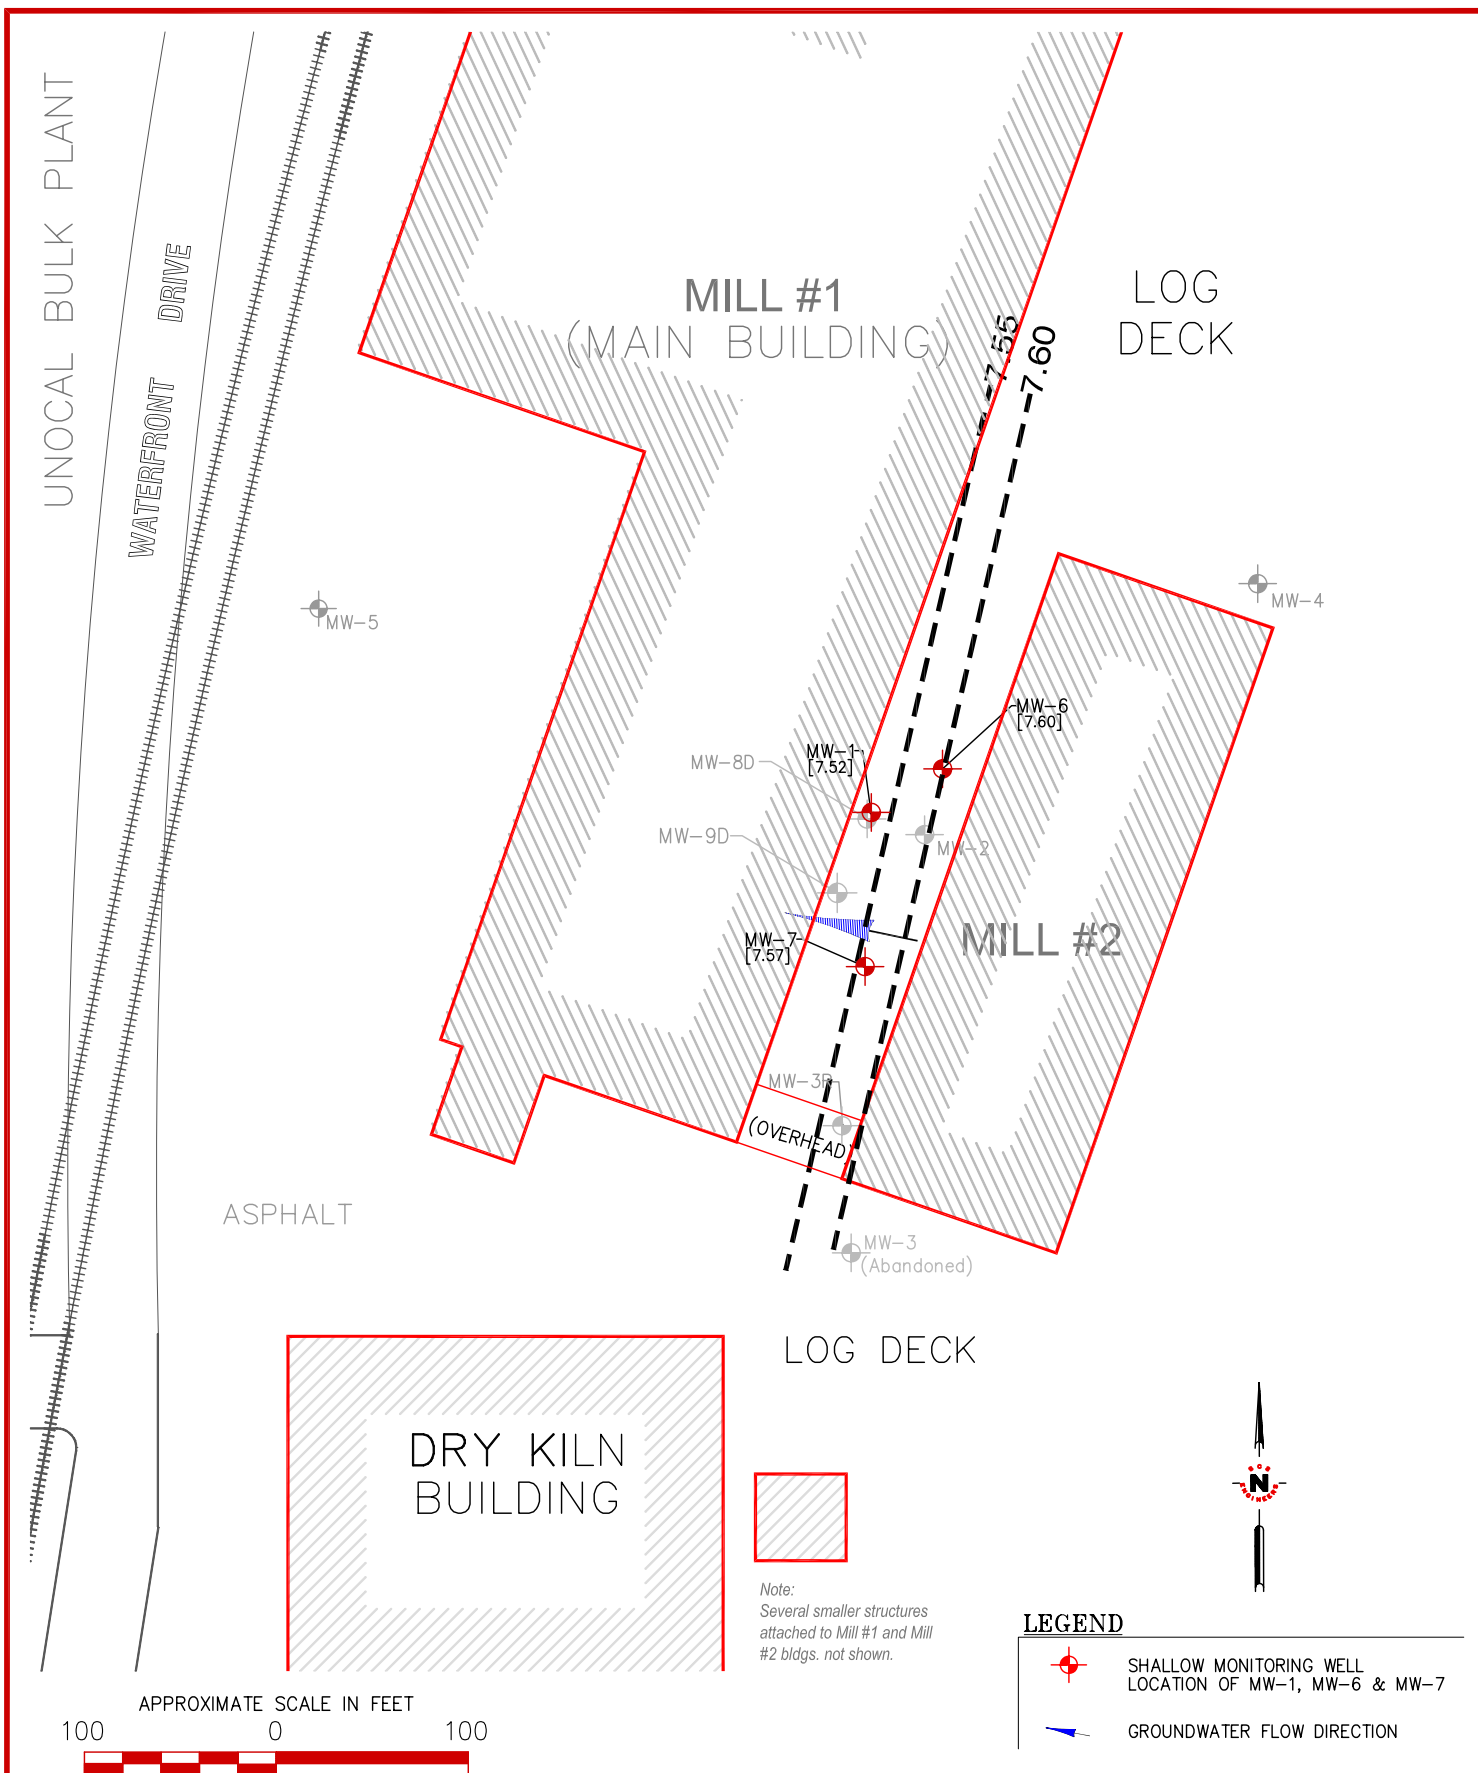 UNOCAL BULK PLANT
WATERFRONT DRIVE
MILL #1
(MAIN BUILDING)
7.55
7.60
LOG
DECK
MW-5
MW-4
MW-6
[7.60]
MW-1
[7.52]
MW-8D
MW-9D
MW-2
MW-7
[7.57]
MILL #2
MW-3R
(OVERHEAD)
ASPHALT
MW-3
(Abandoned)
LOG DECK
DRY KILN
BUILDING
N
ENGINEERS
Note:
Several smaller structures
attached to Mill #1 and Mill
#2 bldgs. not shown.
LEGEND
SHALLOW MONITORING WELL
LOCATION OF MW-1, MW-6 & MW-7
GROUNDWATER FLOW DIRECTION
APPROXIMATE SCALE IN FEET
100 0 100